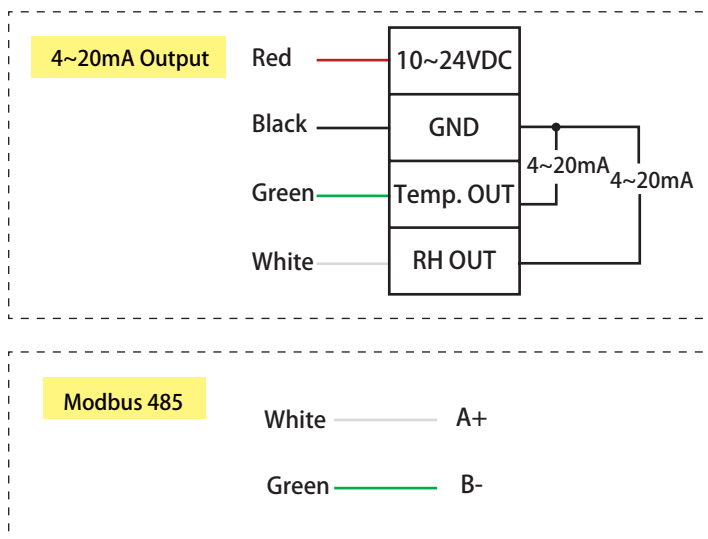 4~20mA Output
Red
10~24VDC
Black
GND
4~20mA
4~20mA
Green
Temp. OUT
White
RH OUT
Modbus 485
White
A+
Green
B-